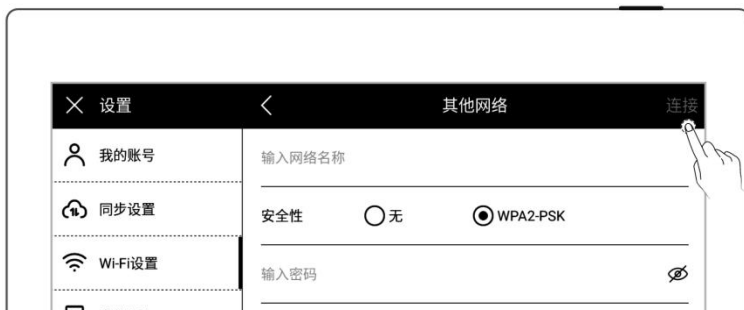 设置
其他网络
连接
我的账号
输入网络名称
同步设置
安全性
无
WPA2-PSK
Wi-Fi设置
输入密码